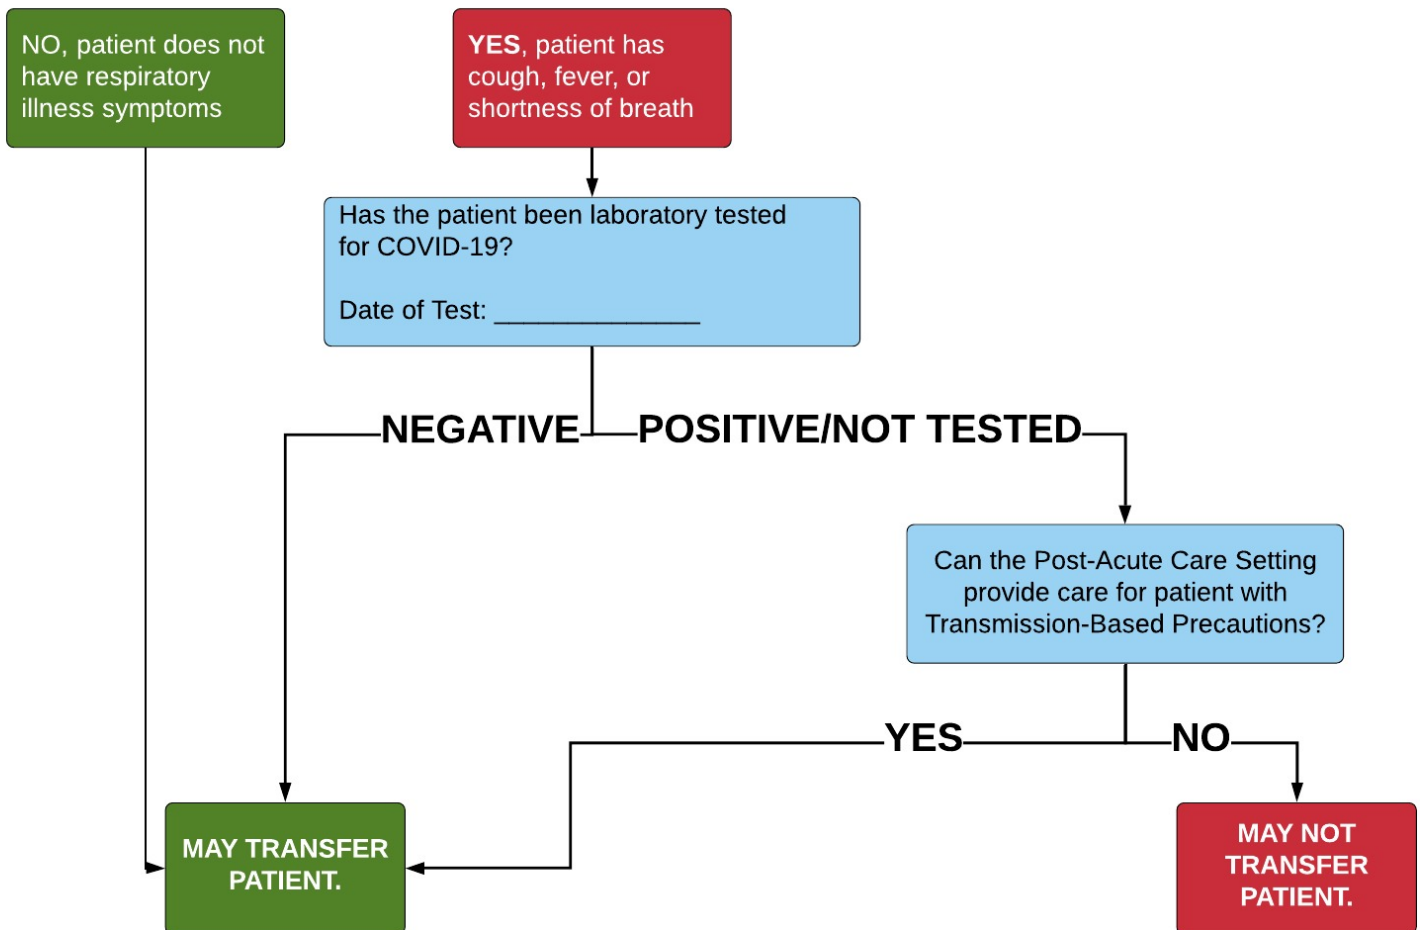 NO, patient does not
have respiratory
illness symptoms
YES, patient has
cough, fever, or
shortness of breath
Has the patient been laboratory tested
for COVID-19?
Date of Test: ______________
NEGATIVE
POSITIVE/NOT TESTED
Can the Post-Acute Care Setting
provide care for patient with
Transmission-Based Precautions?
YES
NO
MAY TRANSFER
PATIENT.
MAY NOT
TRANSFER
PATIENT.